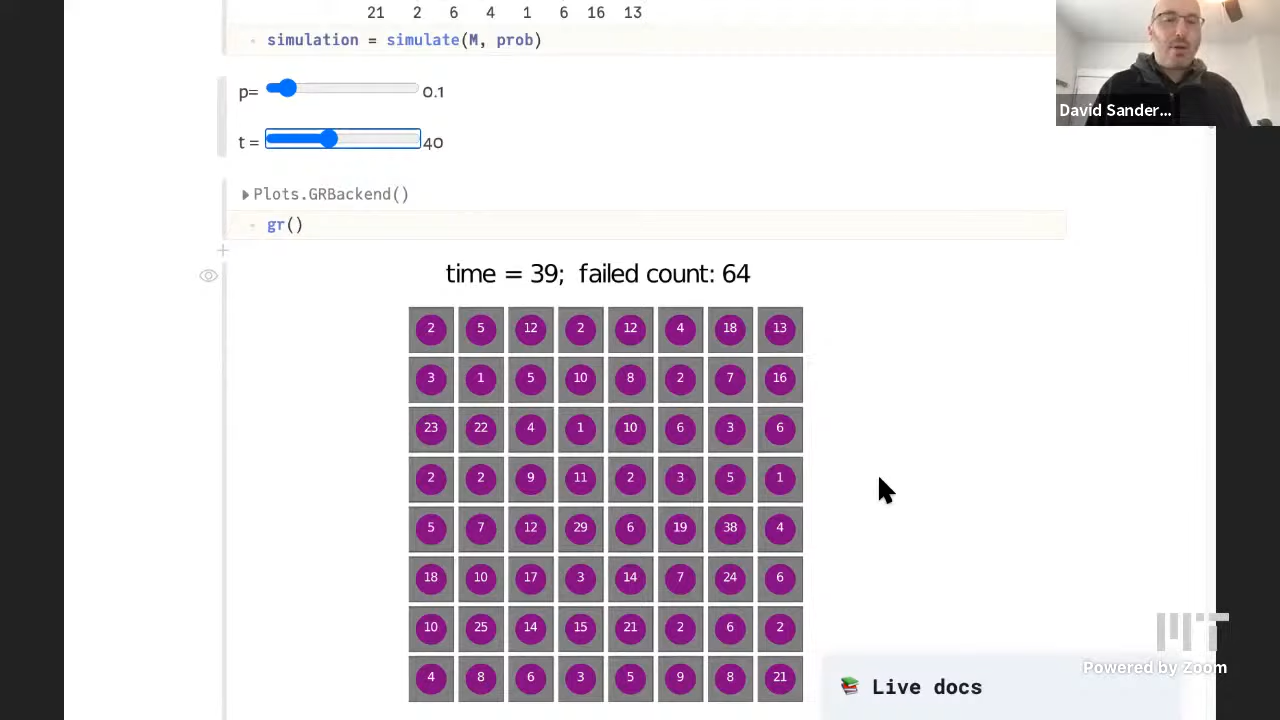 21 2 6 4 1 6 16 13
simulation = simulate(M, prob)
p= 0.1
t = 40
Plots.GRBackend()
gr()
time = 39; failed count: 64
2 5 12 2 12 4 18 13
3 1 5 10 8 2 7 16
23 22 4 1 10 6 3 6
2 2 9 11 2 3 5 1
5 7 12 29 6 19 38 4
18 10 17 3 14 7 24 6
10 25 14 15 21 2 6 2
4 8 6 3 5 9 8 21
David Sander...
MIT
Powered by Zoom
Live docs